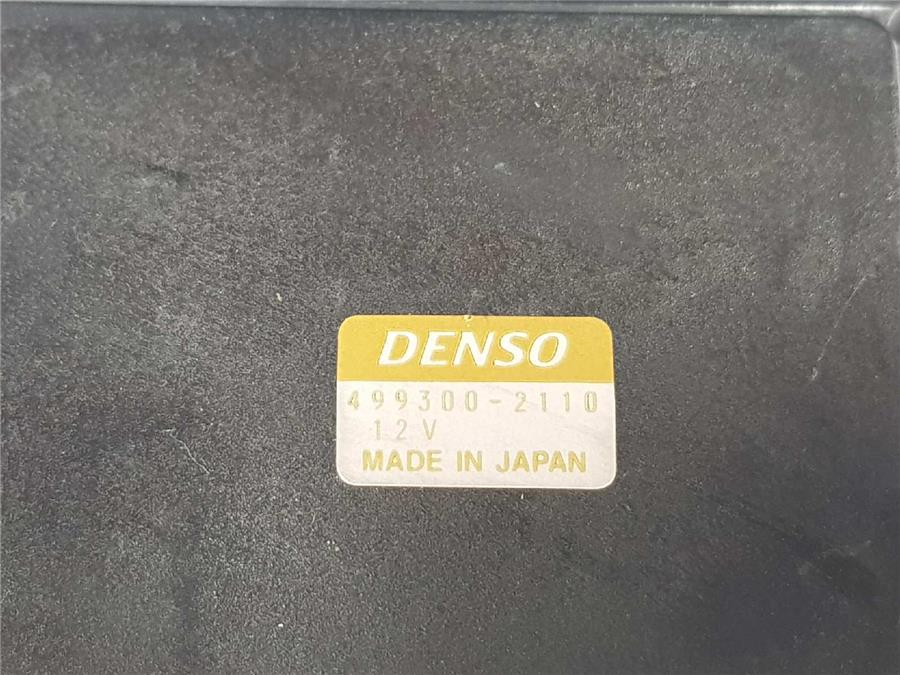 DENSO
499300-2110
12V
MADE IN JAPAN